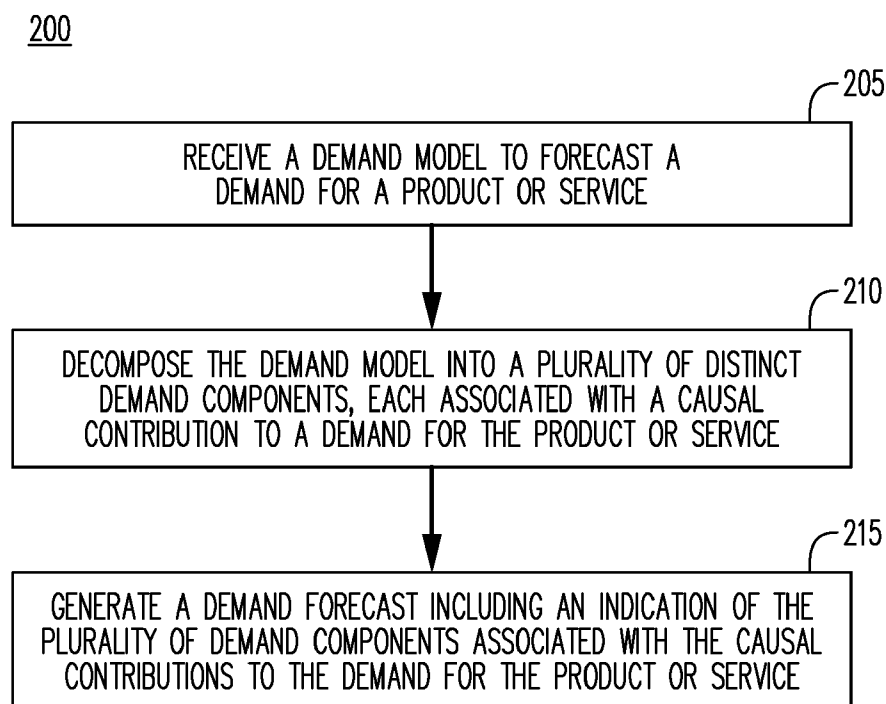 200
205
RECEIVE A DEMAND MODEL TO FORECAST A
DEMAND FOR A PRODUCT OR SERVICE
210
DECOMPOSE THE DEMAND MODEL INTO A PLURALITY OF DISTINCT
DEMAND COMPONENTS, EACH ASSOCIATED WITH A CAUSAL
CONTRIBUTION TO A DEMAND FOR THE PRODUCT OR SERVICE
215
GENERATE A DEMAND FORECAST INCLUDING AN INDICATION OF THE
PLURALITY OF DEMAND COMPONENTS ASSOCIATED WITH THE CAUSAL
CONTRIBUTIONS TO THE DEMAND FOR THE PRODUCT OR SERVICE